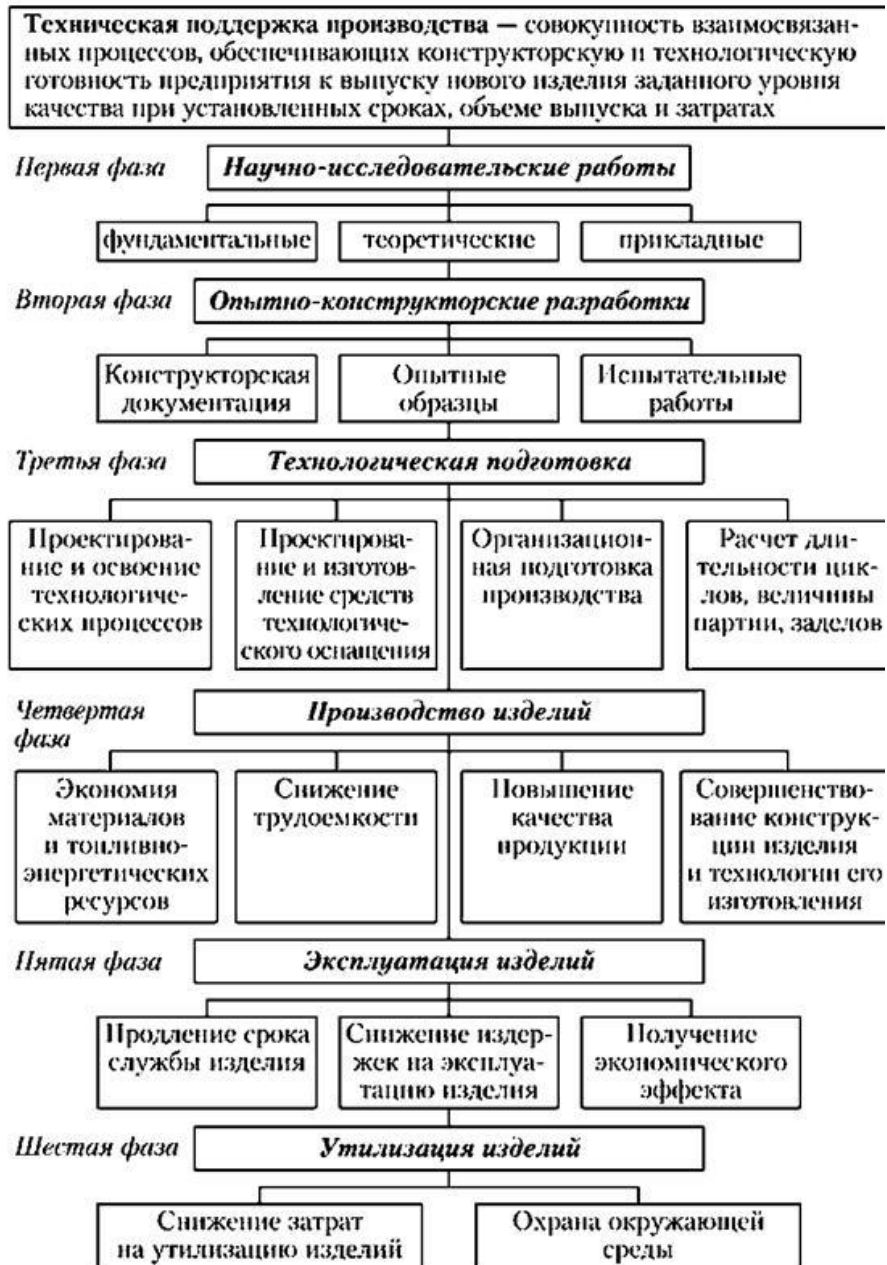 Техническая поддержка производства — совокупность взаимосвязан-
ных процессов, обеспечивающих конструкторскую и технологическую
готовность предприятия к выпуску нового изделия заданного уровня
качества при установленных сроках, объеме выпуска и затратах
Первая фаза
Научно-исследовательские работы
фундаментальные
теоретические
прикладные
Вторая фаза
Опытно-конструкторские разработки
Конструкторская
документация
Опытные
образцы
Испытательные
работы
Третья фаза
Технологическая подготовка
Проектирова-
ние и освоение
технологиче-
ских процессов
Проектирова-
ние и изготов-
ление средств
технологиче-
ского оснащения
Организацион-
ная подготовка
производства
Расчет дли-
тельности цик-
лов, величины
партии, заделов
Четвертая
фаза
Производство изделий
Экономия
материалов
и топливно-
энергетических
ресурсов
Снижение
трудоемкости
Повышение
качества
продукции
Совершенство-
вание конструк-
ции изделия
и технологии его
изготовления
Пятая фаза
Эксплуатация изделий
Продление срока
службы изделия
Снижение издер-
жек на эксплуа-
тацию изделия
Получение
экономического
эффекта
Шестая фаза
Утилизация изделий
Снижение затрат
на утилизацию изделий
Охрана окружающей
среды